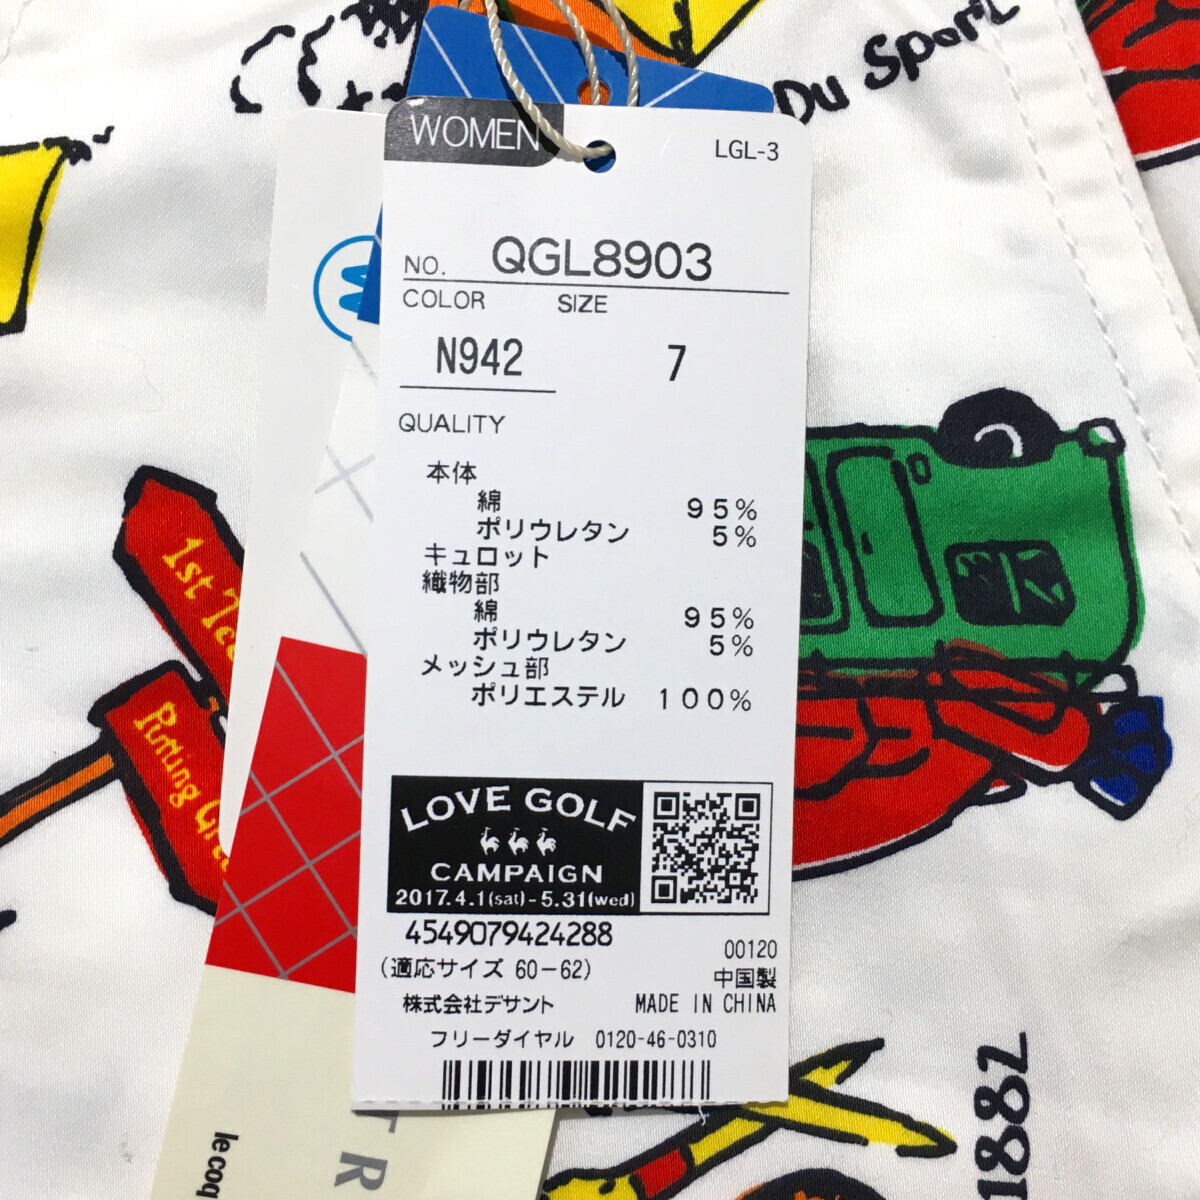 Du Sport
WOMEN
LGL-3
NO. QGL8903
COLOR SIZE
N942 7
QUALITY
本体
綿 95%
ポリウレタン 5%
キュロット
織物部
綿 95%
ポリウレタン 5%
メッシュ部
ポリエステル 100%
LOVE GOLF
CAMPAIGN
2017.4.1(sat)-5.31(wed)
4549079424288
00120
(適応サイズ 60-62)
中国製
株式会社デサント
MADE IN CHINA
フリーダイヤル 0120-46-0310
1st Tee
Putting
1882
TR
le coq